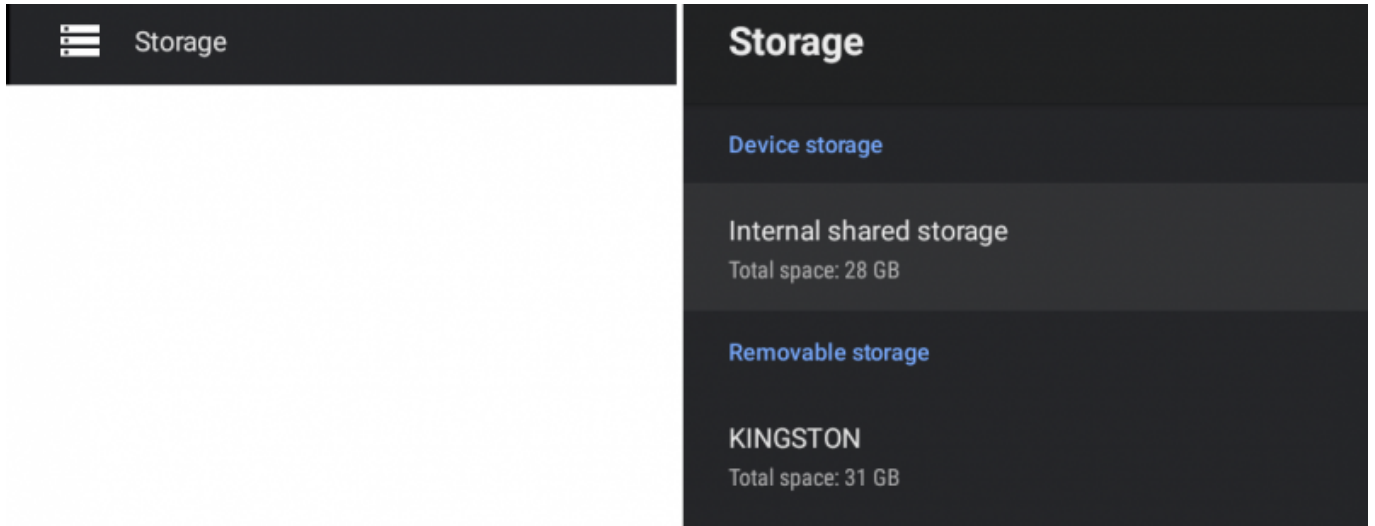 Storage
Storage
Device storage
Internal shared storage
Total space: 28 GB
Removable storage
KINGSTON
Total space: 31 GB